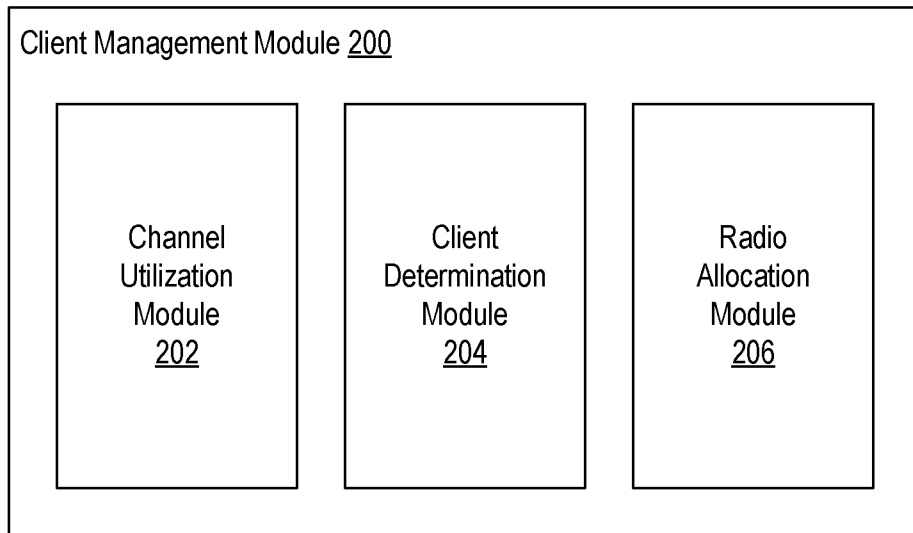 Client Management Module 200
Channel
Utilization
Module
202
Client
Determination
Module
204
Radio
Allocation
Module
206